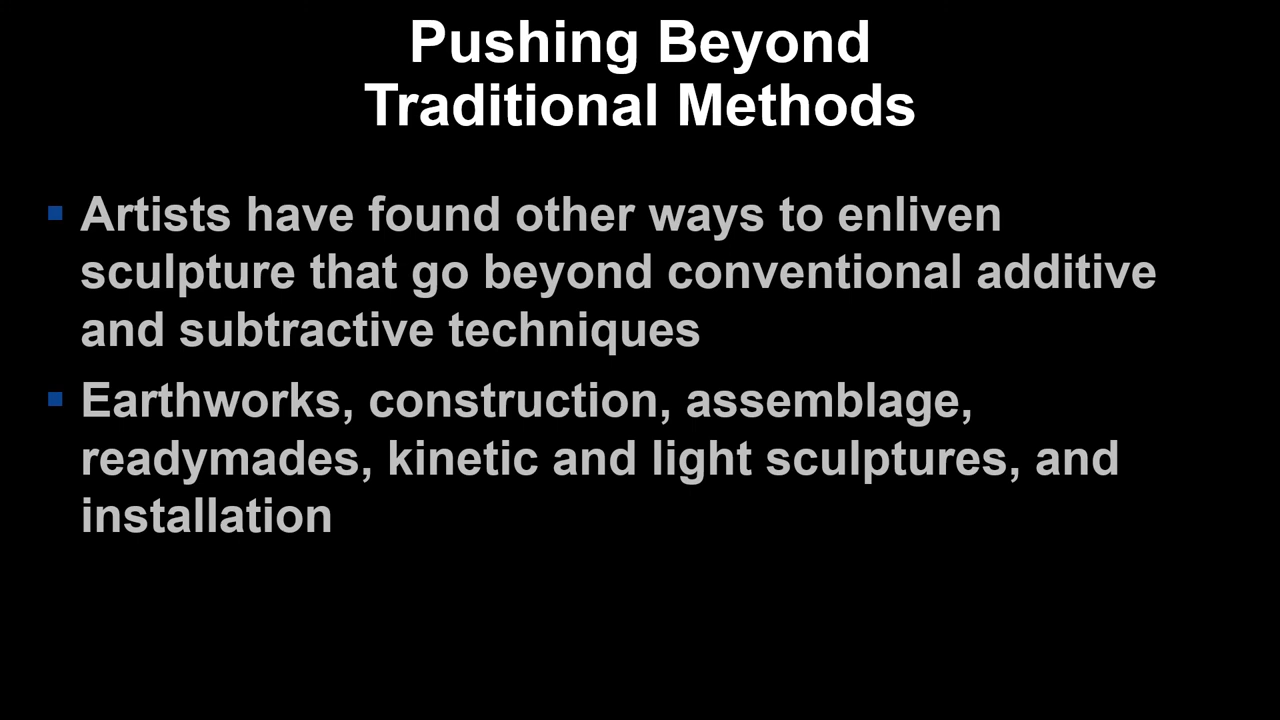 Pushing Beyond
Traditional Methods
▪ Artists have found other ways to enliven
sculpture that go beyond conventional additive
and subtractive techniques
▪ Earthworks, construction, assemblage,
readymades, kinetic and light sculptures, and
installation